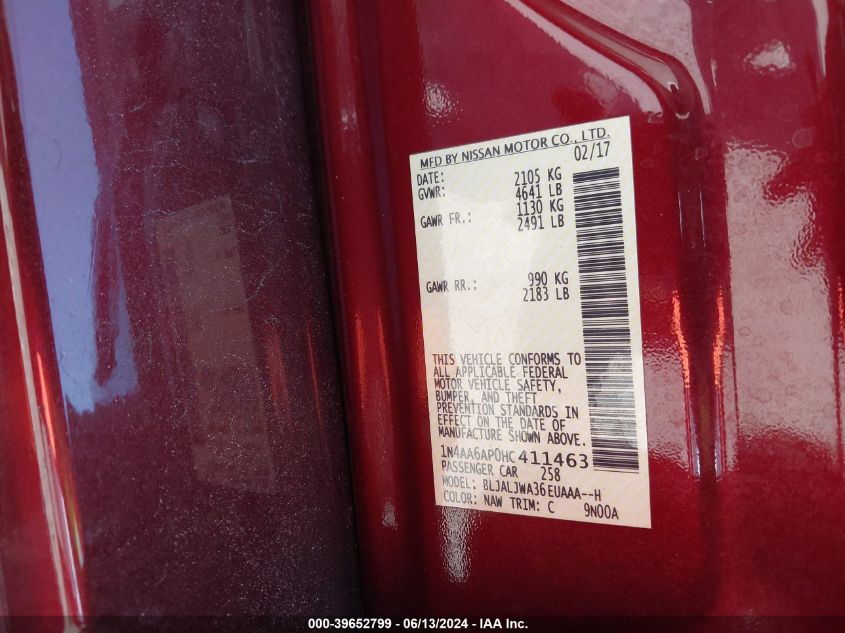 MFD BY NISSAN MOTOR CO., LTD.
DATE: 02/17
GVWR: 2105 KG
4641 LB
GAWR FR.: 1130 KG
2491 LB
GAWR RR.: 990 KG
2183 LB
THIS VEHICLE CONFORMS TO
ALL APPLICABLE FEDERAL
MOTOR VEHICLE SAFETY,
BUMPER, AND THEFT
PREVENTION STANDARDS IN
EFFECT ON THE DATE OF
MANUFACTURE SHOWN ABOVE.
1N4AA6AP0HC411463
PASSENGER CAR 258
MODEL: BLJALJWA36EUAAA--H
COLOR: NAW TRIM: C 9N00A
000-39652799 - 06/13/2024 - IAA Inc.